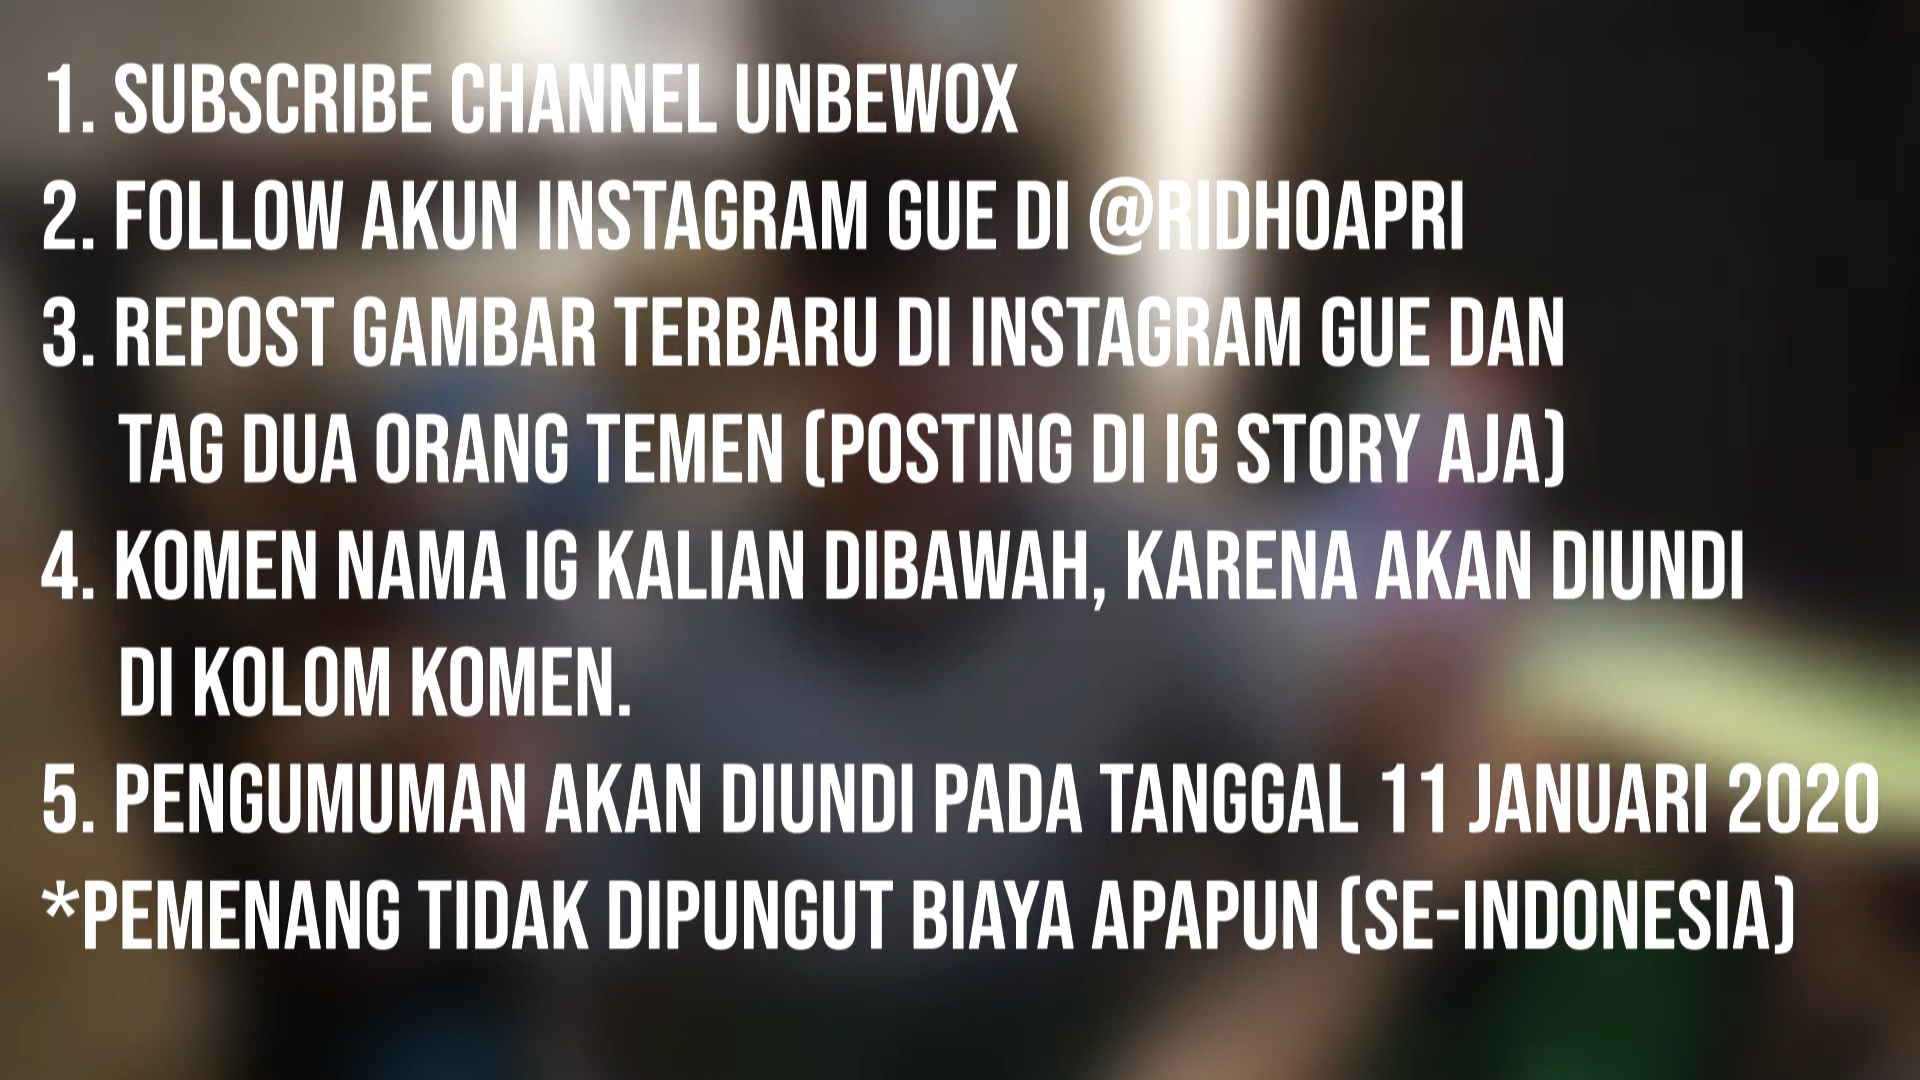 1. SUBSCRIBE CHANNEL UNBEWOX
2. FOLLOW AKUN INSTAGRAM GUE DI @RIDHOAPRI
3. REPOST GAMBAR TERBARU DI INSTAGRAM GUE DAN
TAG DUA ORANG TEMEN (POSTING DI IG STORY AJA)
4. KOMEN NAMA IG KALIAN DIBAWAH, KARENA AKAN DIUNDI
DI KOLOM KOMEN.
5. PENGUMUMAN AKAN DIUNDI PADA TANGGAL 11 JANUARI 2020
*PEMENANG TIDAK DIPUNGUT BIAYA APAPUN (SE-INDONESIA)